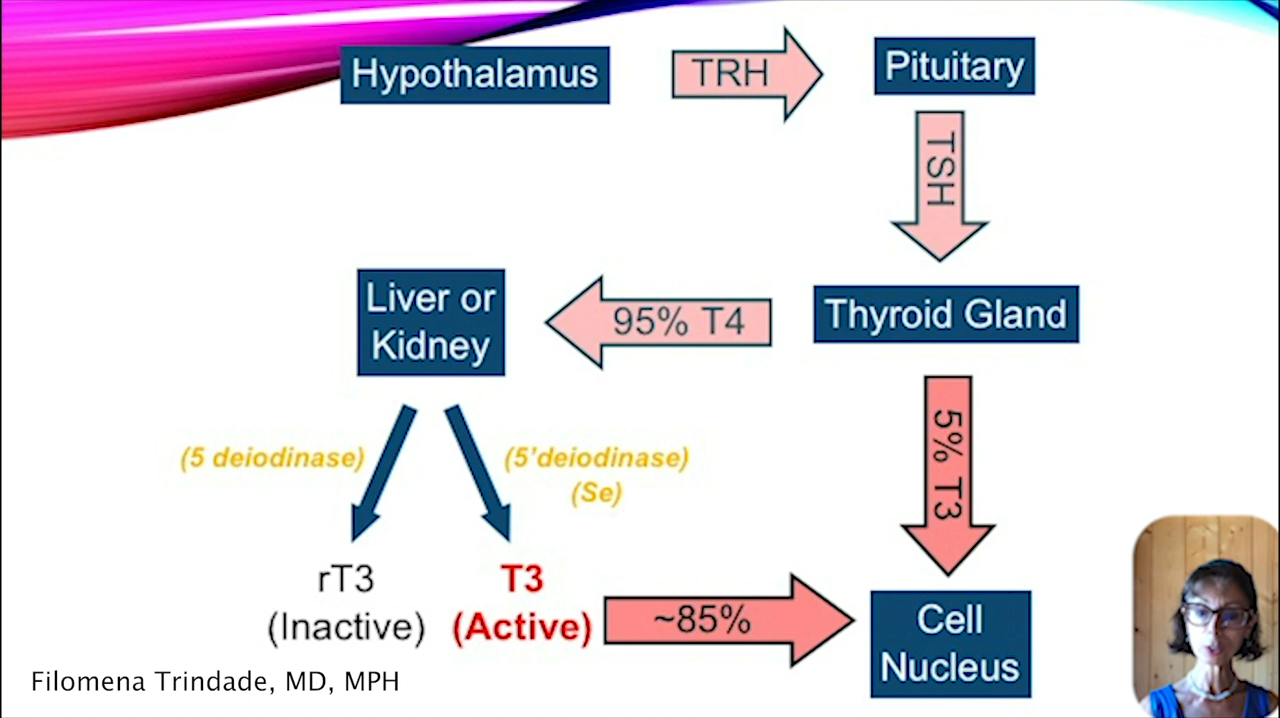 Hypothalamus
TRH
Pituitary
TSH
Liver or
Kidney
95% T4
Thyroid Gland
(5 deiodinase)
(5'deiodinase)
(Se)
5% T3
rT3
(Inactive)
T3
(Active)
~85%
Cell
Nucleus
Filomena Trindade, MD, MPH